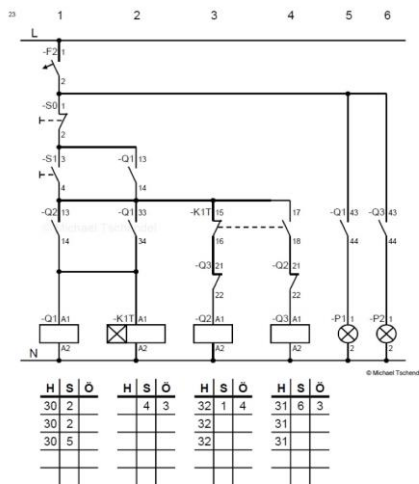 23
1 2 3 4 5 6
L
-F2 1
2
-S0 1
2
-S1 3 -Q1 13
4 14
-Q2 13 -Q1 33 -K1T 15 17 -Q1 43 -Q3 43
14 34 16 18 44 44
© Michael Tschendel
-Q3 21 -Q2 21
22 22
-Q1 A1 -K1T A1 -Q2 A1 -Q3 A1 -P1 1 -P2 1
A2 A2 A2 A2 2 2
N
© Michael Tschend
H S Ö H S Ö H S Ö H S Ö
30 2 4 3 32 1 4 31 6 3
30 2 32 31
30 5 32 31